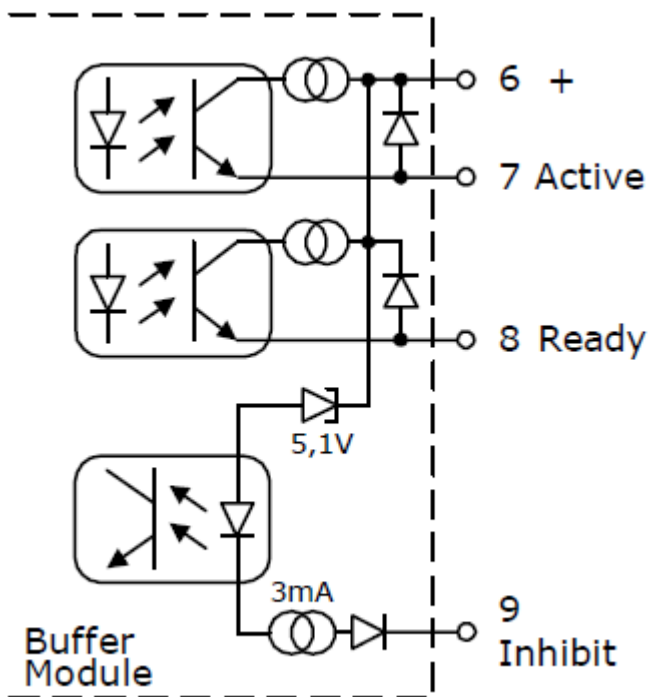 6 +
7 Active
8 Ready
5,1V
3mA
9
Inhibit
Buffer
Module